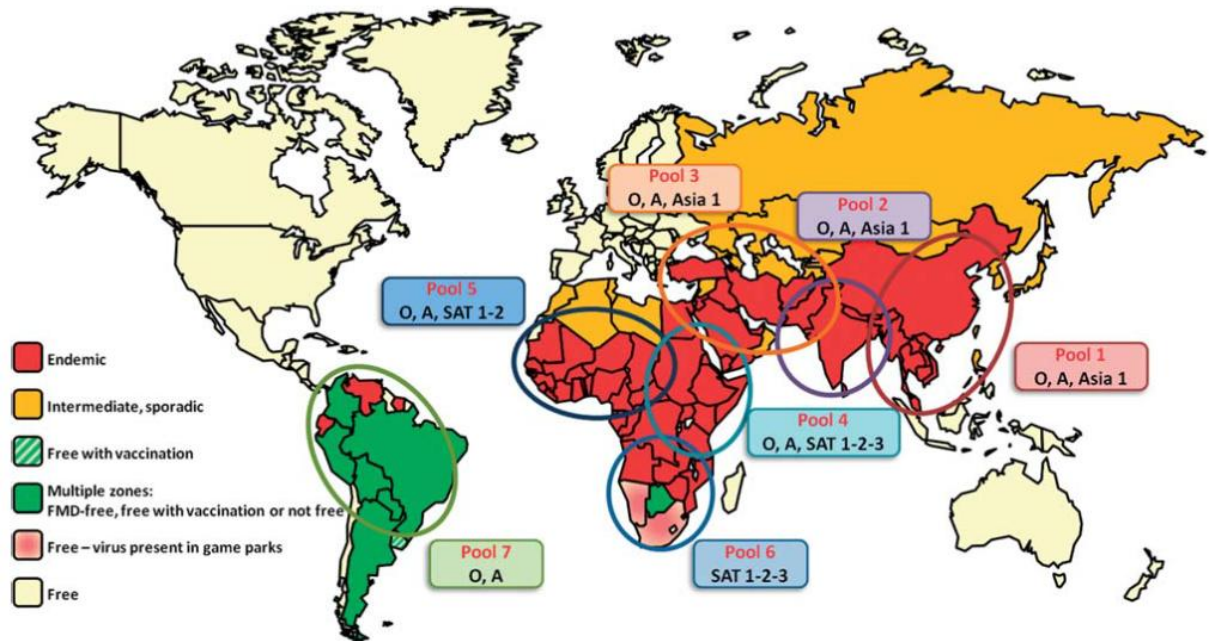 Pool 3
O, A, Asia 1
Pool 2
O, A, Asia 1
Pool 5
O, A, SAT 1-2
Pool 1
O, A, Asia 1
Pool 4
O, A, SAT 1-2-3
Pool 7
O, A
Pool 6
SAT 1-2-3
Endemic
Intermediate, sporadic
Free with vaccination
Multiple zones:
FMD-free, free with vaccination or not free
Free – virus present in game parks
Free